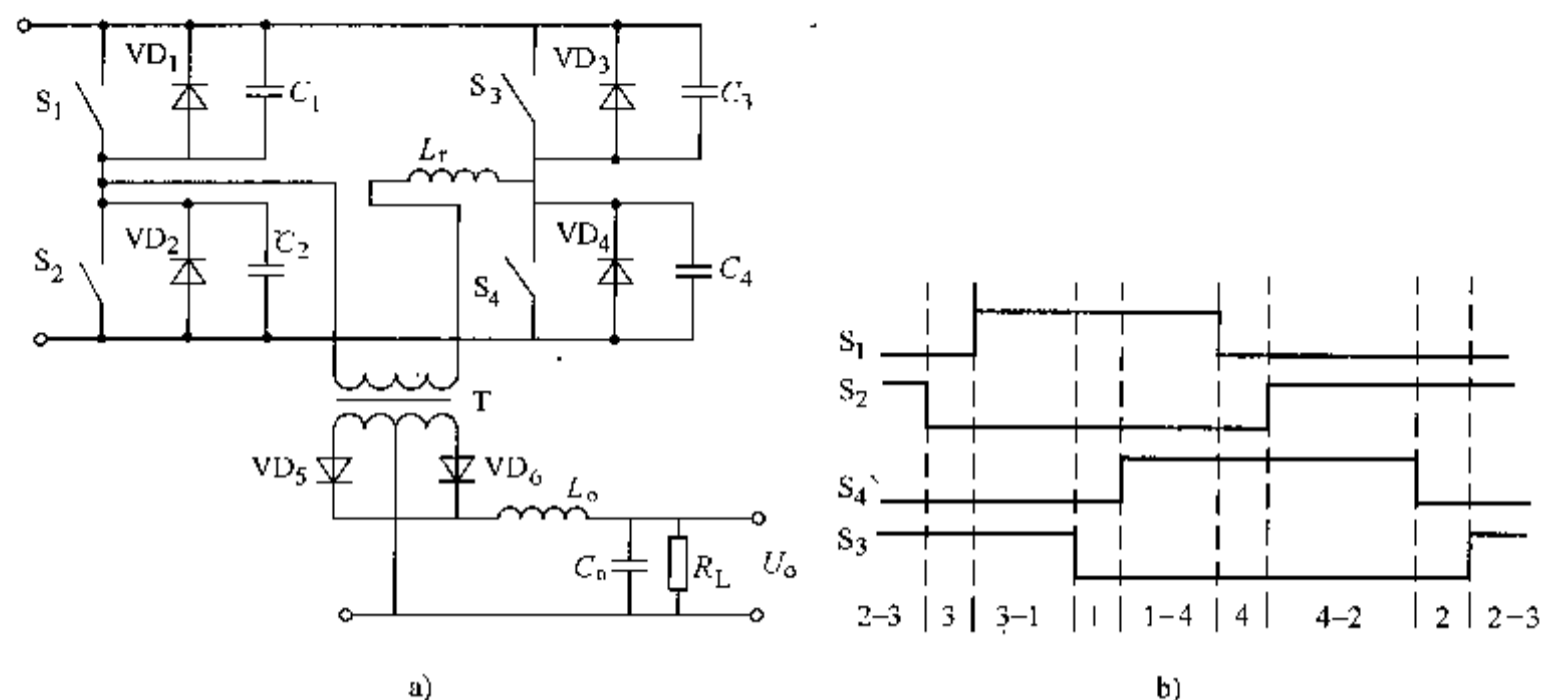 VD1
VD3
S1
C1
S3
C3
Lr
VD2
C2
VD4
S2
S4
C4
T
VD5
VD6
Lo
Co
RL
Uo
a)
S1
S2
S4
S3
2-3 3 3-1 1 1-4 4 4-2 2 2-3
b)